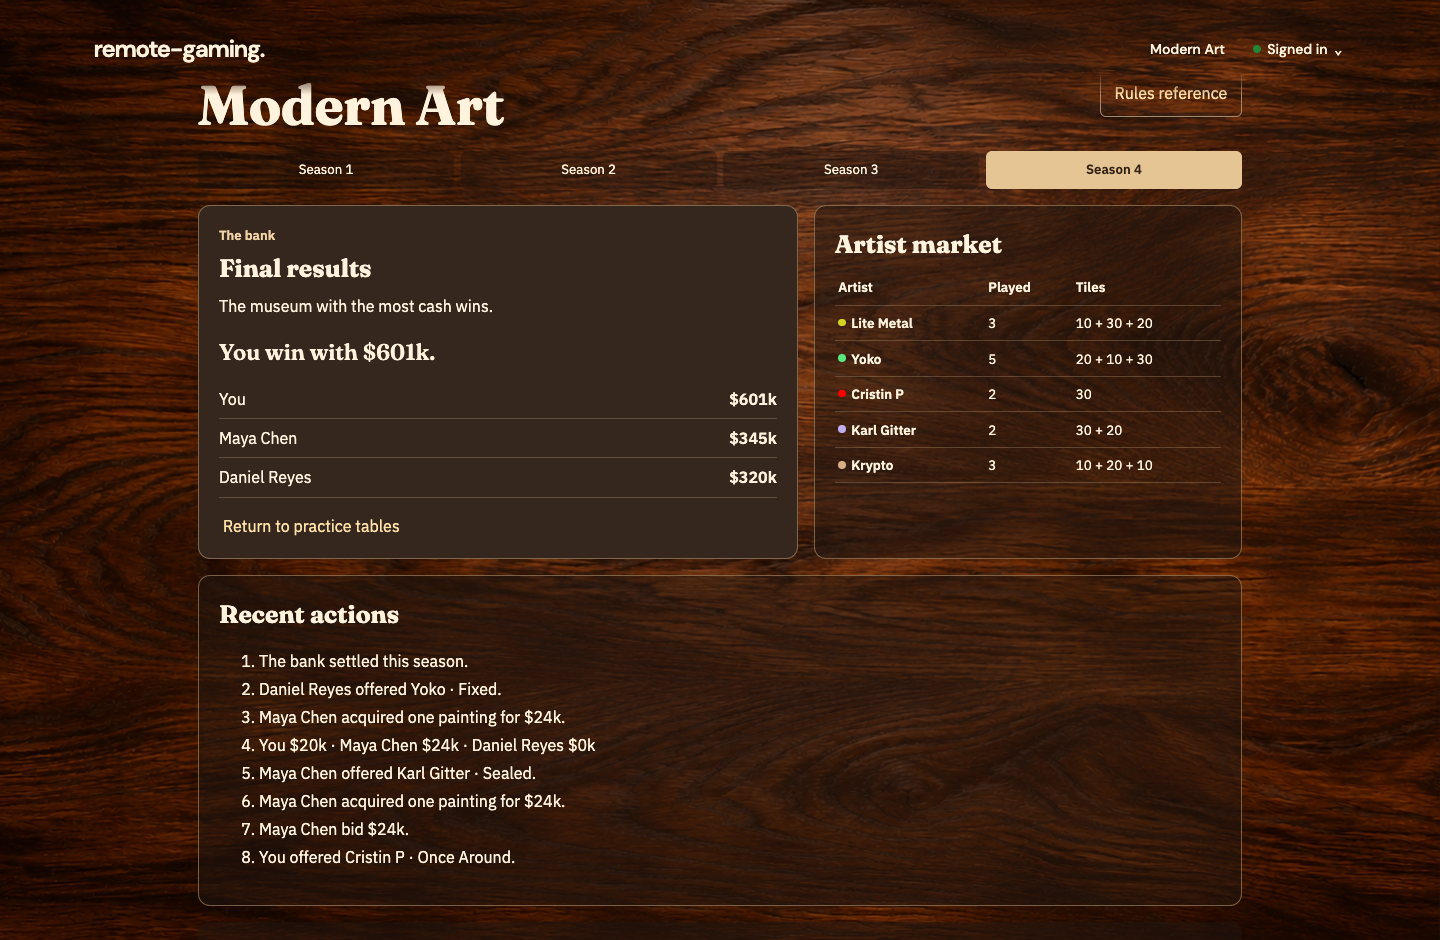 remote-gaming.
Modern Art
Signed in
Modern Art
Rules reference
Season 1
Season 2
Season 3
Season 4
The bank
Final results
The museum with the most cash wins.
You win with $601k.
You $601k
Maya Chen $345k
Daniel Reyes $320k
Return to practice tables
Artist market
Artist Played Tiles
Lite Metal 3 10 + 30 + 20
Yoko 5 20 + 10 + 30
Cristin P 2 30
Karl Gitter 2 30 + 20
Krypto 3 10 + 20 + 10
Recent actions
1. The bank settled this season.
2. Daniel Reyes offered Yoko · Fixed.
3. Maya Chen acquired one painting for $24k.
4. You $20k · Maya Chen $24k · Daniel Reyes $0k
5. Maya Chen offered Karl Gitter · Sealed.
6. Maya Chen acquired one painting for $24k.
7. Maya Chen bid $24k.
8. You offered Cristin P · Once Around.